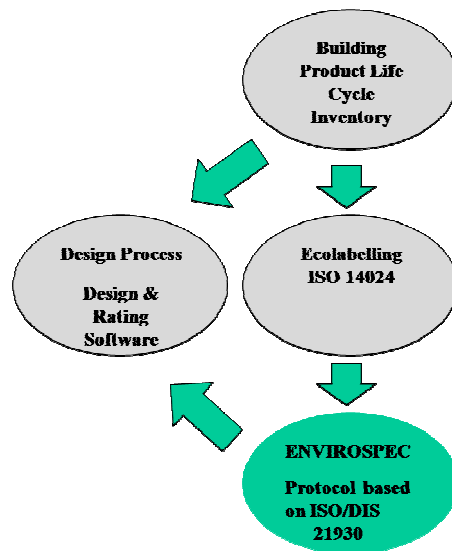 Building
Product Life
Cycle
Inventory
Design Process
Design &
Rating
Software
Ecolabelling
ISO 14024
ENVIROSPEC
Protocol based
on ISO/DIS
21930